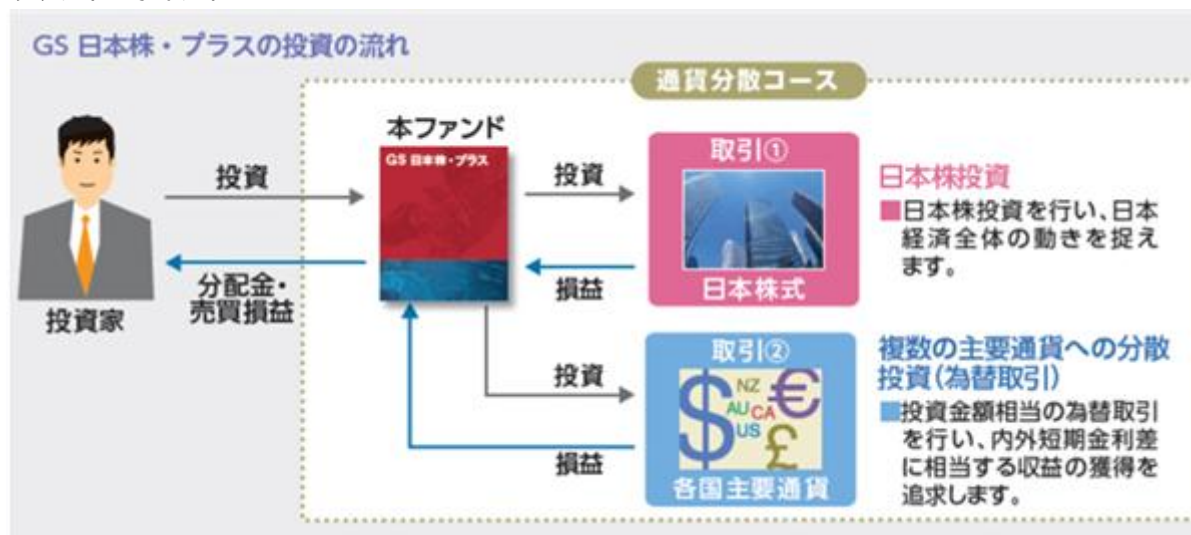 GS 日本株・プラスの投資の流れ
通貨分散コース
投資家
投資
分配金・
売買損益
本ファンド
GS 日本株・プラス
投資
損益
取引①
日本株式
日本株投資
■日本株投資を行い、日本
経済全体の動きを捉え
ます。
投資
損益
取引②
$ NZ €
AU CA
US £
各国主要通貨
複数の主要通貨への分散
投資(為替取引)
■投資金額相当の為替取引
を行い、内外短期金利差
に相当する収益の獲得を
追求します。